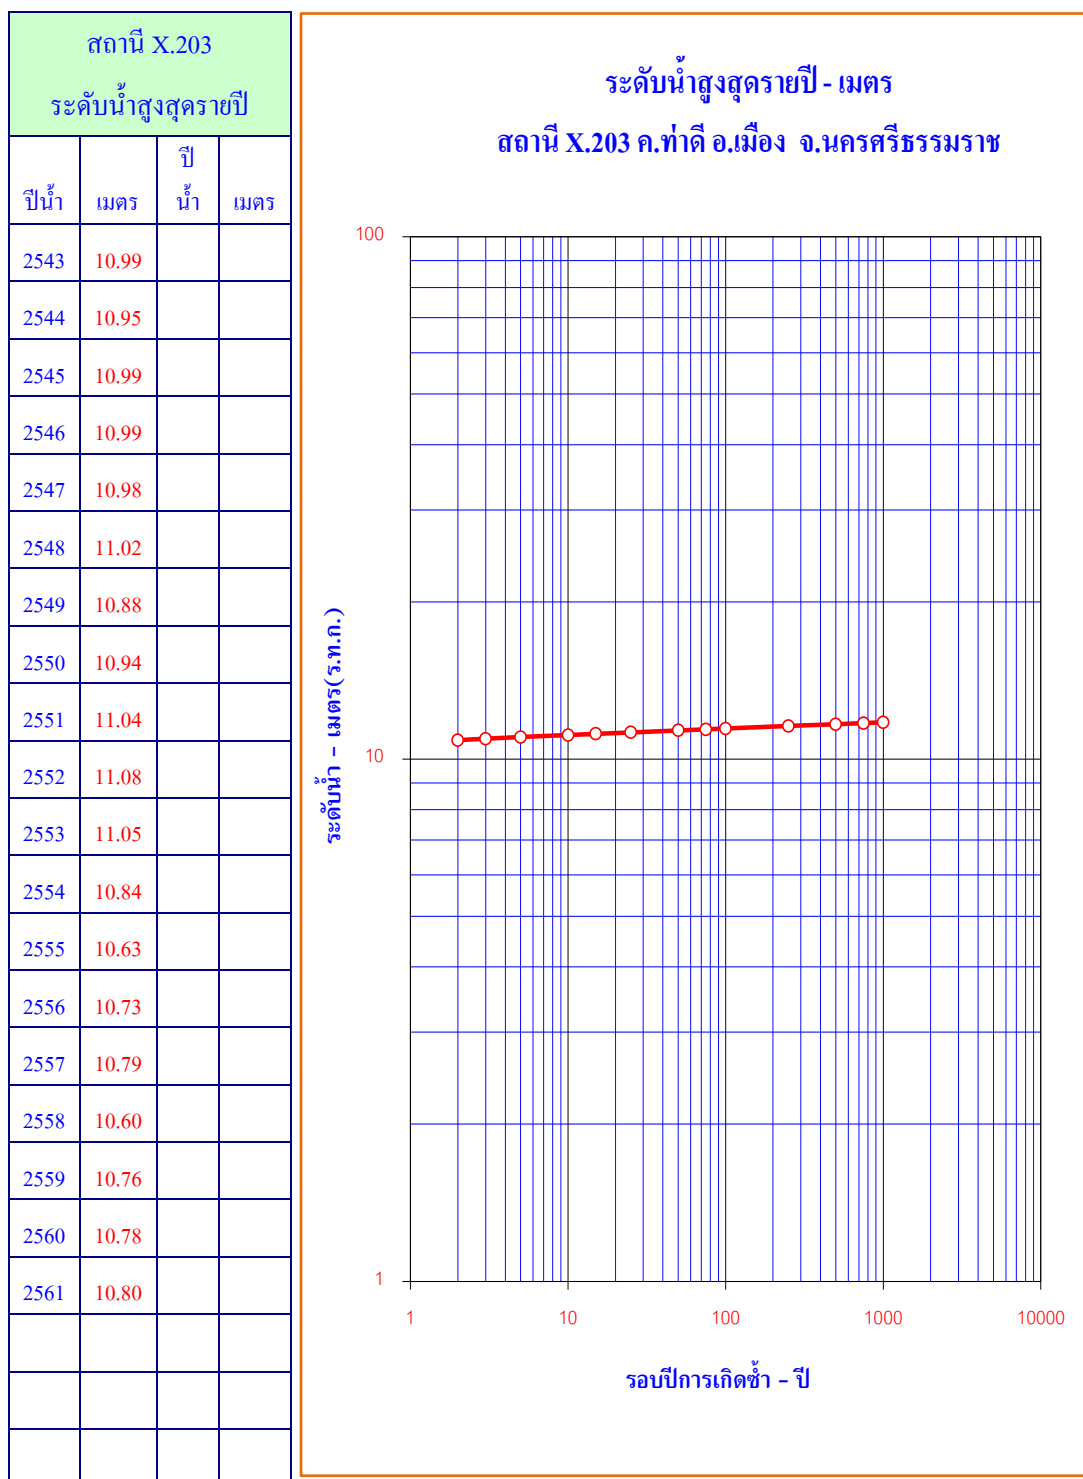 สถานี X.203
ระดับน้ำสูงสุดรายปี
ปีน้ำ เมตร ปีน้ำ เมตร
2543 10.99
2544 10.95
2545 10.99
2546 10.99
2547 10.98
2548 11.02
2549 10.88
2550 10.94
2551 11.04
2552 11.08
2553 11.05
2554 10.84
2555 10.63
2556 10.73
2557 10.79
2558 10.60
2559 10.76
2560 10.78
2561 10.80
ระดับน้ำสูงสุดรายปี - เมตร
สถานี X.203 ค.ท่าดี อ.เมือง จ.นครศรีธรรมราช
ระดับน้ำ - เมตร(ร.ท.ก.)
100
10
1
1 10 100 1000 10000
รอบปีการเกิดซ้ำ - ปี